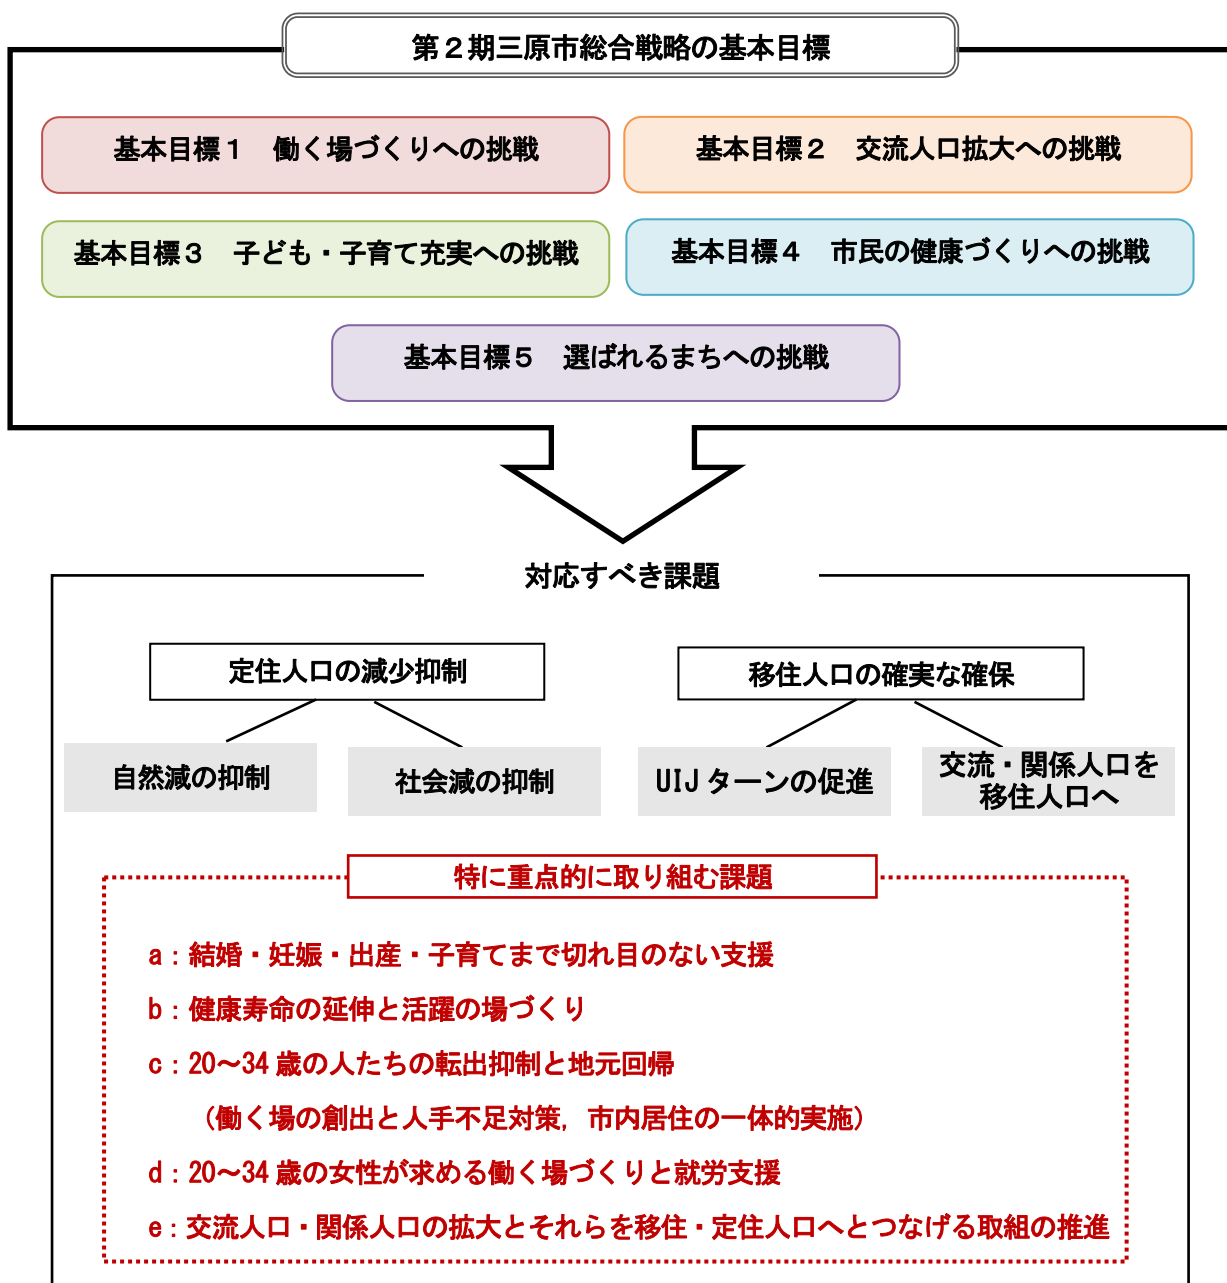 第２期三原市総合戦略の基本目標
基本目標１　働く場づくりへの挑戦
基本目標２　交流人口拡大への挑戦
基本目標３　子ども・子育て充実への挑戦
基本目標４　市民の健康づくりへの挑戦
基本目標５　選ばれるまちへの挑戦
対応すべき課題
定住人口の減少抑制
移住人口の確実な確保
自然減の抑制
社会減の抑制
UIJ ターンの促進
交流・関係人口を
移住人口へ
特に重点的に取り組む課題
a：結婚・妊娠・出産・子育てまで切れ目のない支援
b：健康寿命の延伸と活躍の場づくり
c：20～34 歳の人たちの転出抑制と地元回帰
（働く場の創出と人手不足対策，市内居住の一体的実施）
d：20～34 歳の女性が求める働く場づくりと就労支援
e：交流人口・関係人口の拡大とそれらを移住・定住人口へとつなげる取組の推進